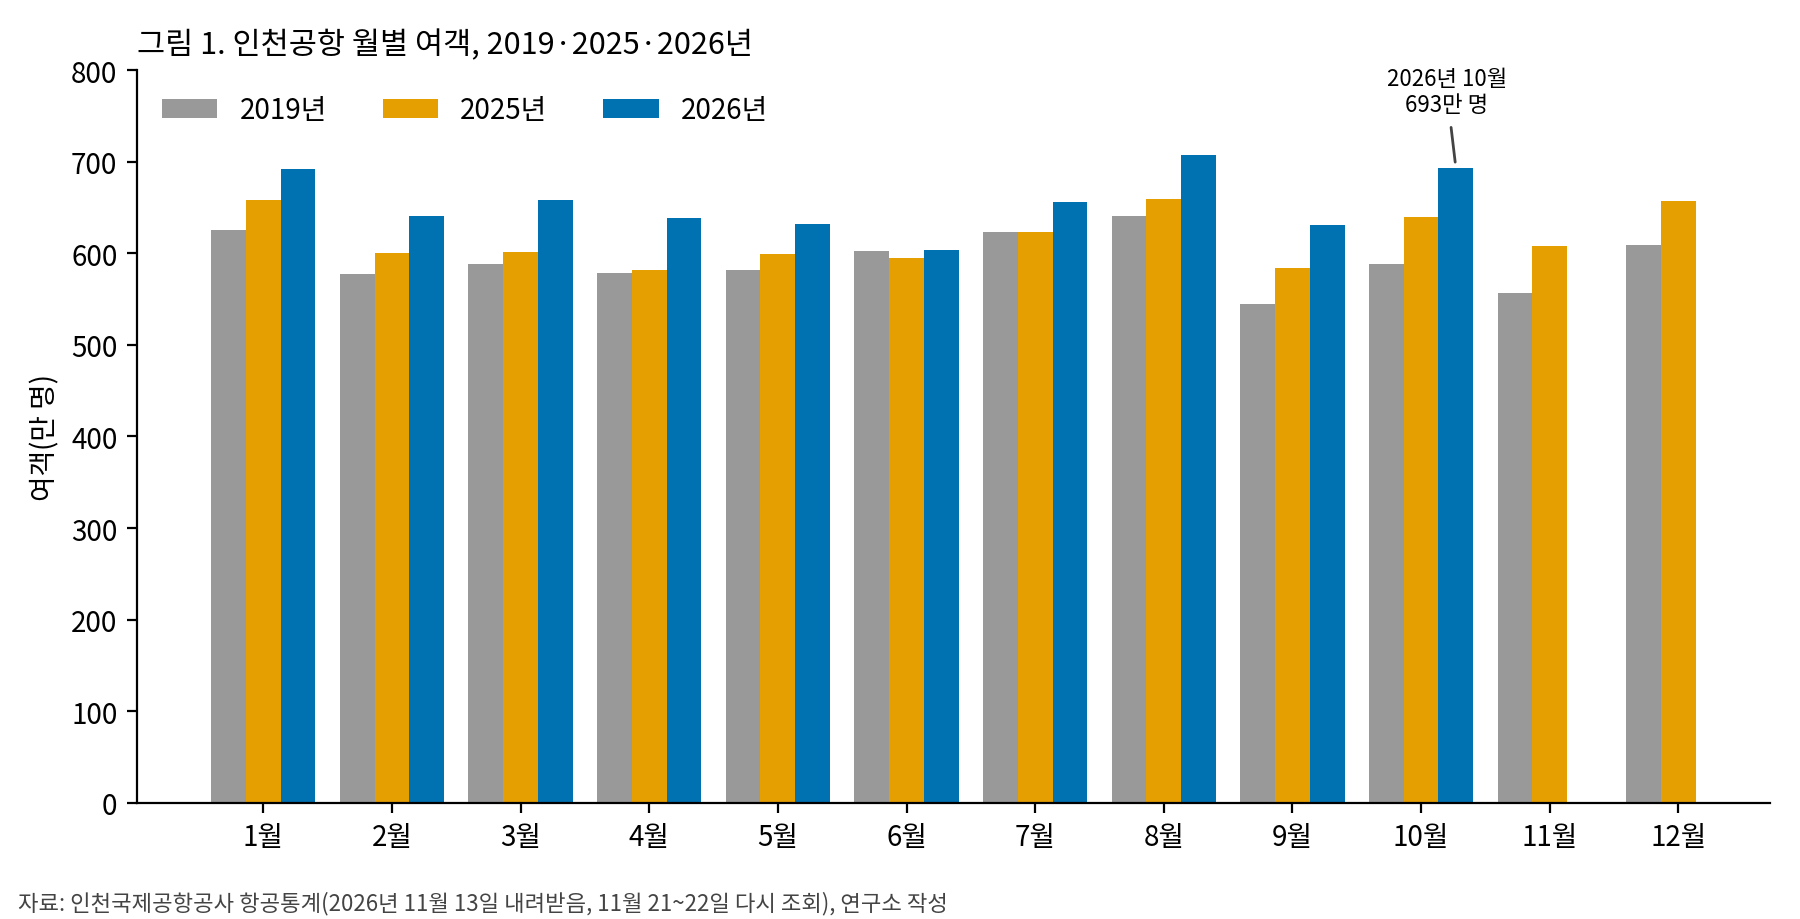 그림 1. 인천공항 월별 여객, 2019·2025·2026년
2019년 2025년 2026년
2026년 10월
693만 명
여객(만 명)
800
700
600
500
400
300
200
100
0
1월 2월 3월 4월 5월 6월 7월 8월 9월 10월 11월 12월
자료: 인천국제공항공사 항공통계(2026년 11월 13일 내려받음, 11월 21~22일 다시 조회), 연구소 작성